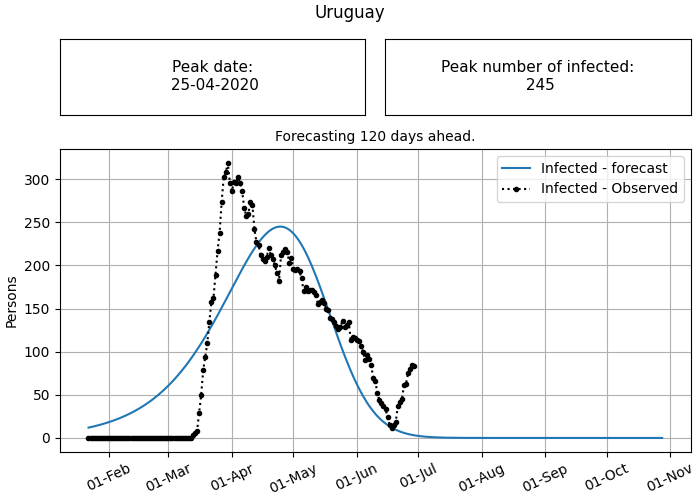 Uruguay
Peak date:
25-04-2020
Peak number of infected:
245
Forecasting 120 days ahead.
Infected - forecast
Infected - Observed
Persons
300
250
200
150
100
50
0
01-Feb
01-Mar
01-Apr
01-May
01-Jun
01-Jul
01-Aug
01-Sep
01-Oct
01-Nov